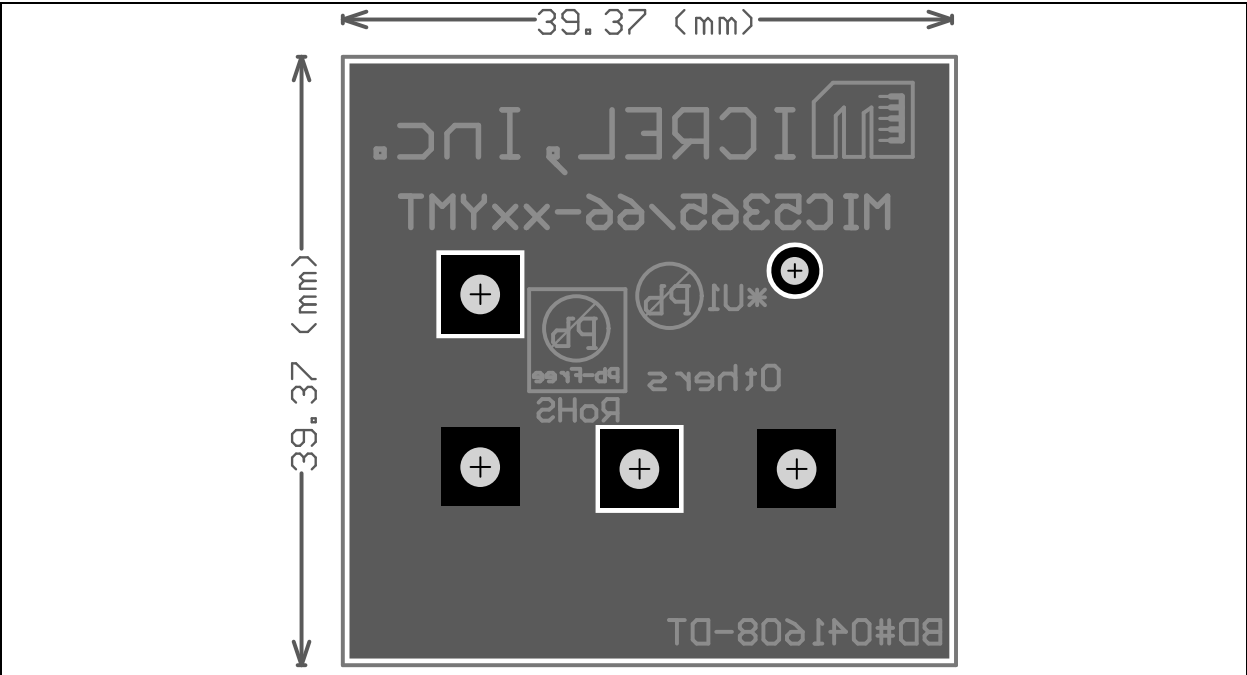 39.37 (mm)
39.37 (mm)
MICREL, Inc.
MIC5365/66-xxYMT
*U1
Pb
Pb
Pb-Free
RoHS
Others
BD#041608-DT